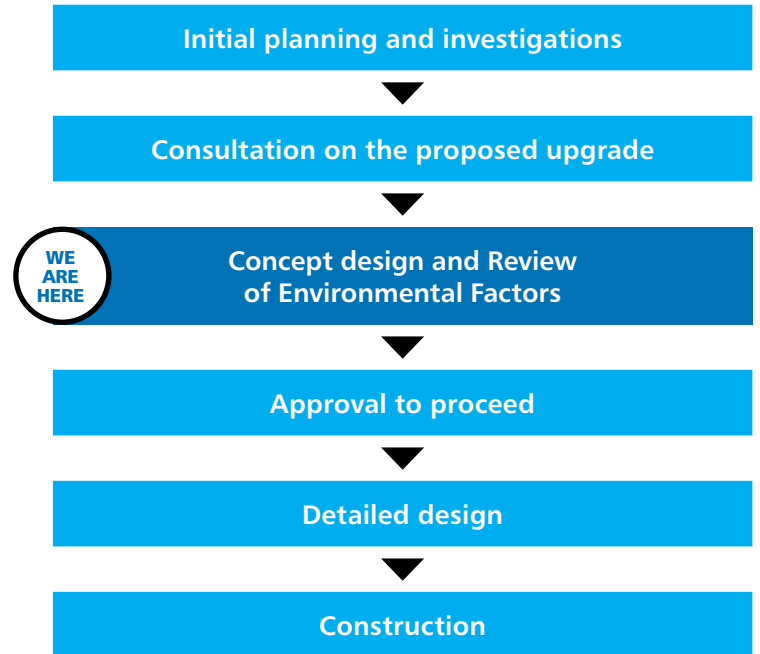 Initial planning and investigations
Consultation on the proposed upgrade
WE
ARE
HERE
Concept design and Review
of Environmental Factors
Approval to proceed
Detailed design
Construction